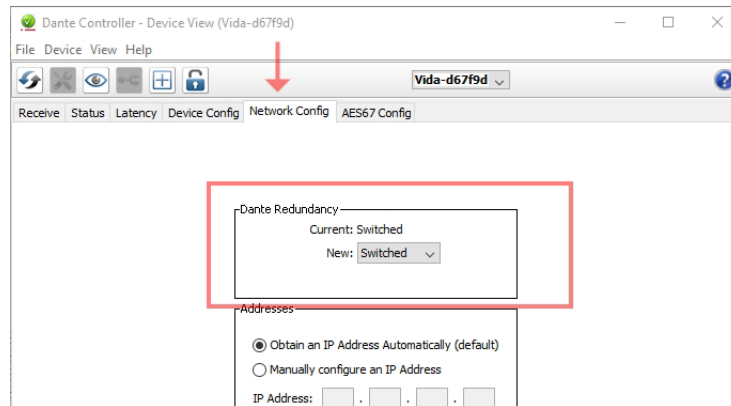 Dante Controller - Device View (Vida-d67f9d)
File Device View Help
Vida-d67f9d
?
Receive Status Latency Device Config Network Config AES67 Config
Dante Redundancy
Current: Switched
New: Switched
Addresses
Obtain an IP Address Automatically (default)
Manually configure an IP Address
IP Address: . . .